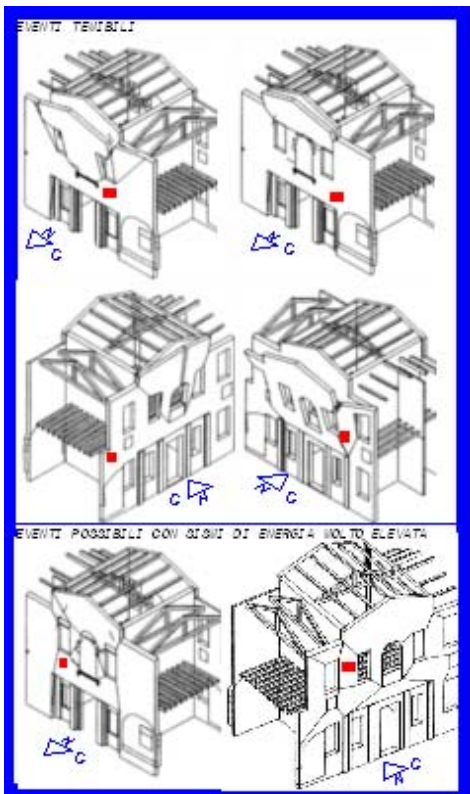 EVENTI TEMIBILI
C
C
C N
N C
EVENTI POSSIBILI CON SISMI DI ENERGIA MOLTO ELEVATA
C
C
N